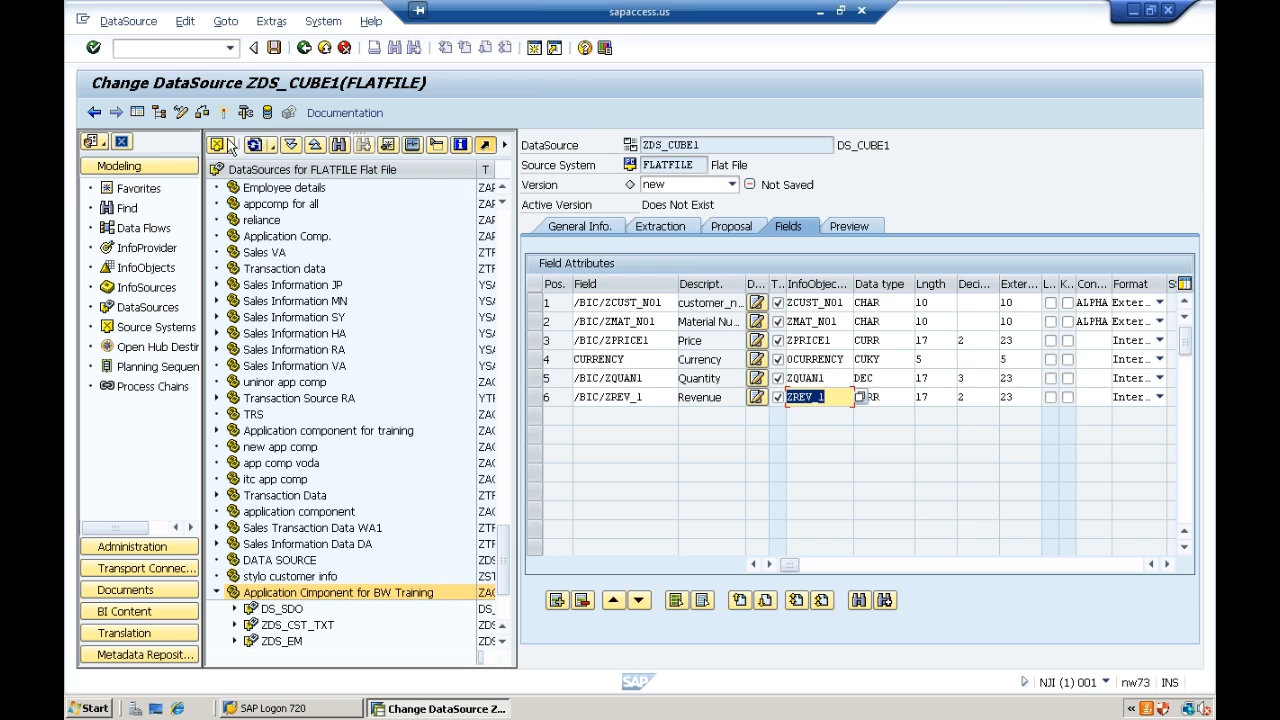 sapaccess.us
DataSource Edit Goto Extras System Help
Change DataSource ZDS_CUBE1(FLATFILE)
Documentation
Modeling
Favorites
Find
Data Flows
InfoProvider
InfoObjects
InfoSources
DataSources
Source Systems
Open Hub Destir
Planning Sequen
Process Chains
Administration
Transport Connec...
Documents
BI Content
Translation
Metadata Reposit...
DataSources for FLATFILE Flat File T
Employee details ZAF
appcomp for all ZAF
reliance ZAF
Application Comp. ZAF
Sales VA ZTF
Transaction data ZAF
Sales Information JP YSA
Sales Information MN YSA
Sales Information SY YSA
Sales Information HA YSA
Sales Information RA YSA
Sales Information VA YSA
uninor app comp ZAF
Transaction Source RA ZAF
TRS ZAC
Application component for training ZAC
new app comp ZAC
app comp voda ZAC
itc app comp ZAC
Transaction Data ZTF
application component ZAC
Sales Transaction Data WA1 ZTF
Sales Information Data DA ZTF
DATA SOURCE ZDS
stylo customer info ZST
Application Cimponent for BW Training ZAC
DS_SDO DS_
ZDS_CST_TXT ZDS
ZDS_EM ZDS
DataSource ZDS_CUBE1 DS_CUBE1
Source System FLATFILE Flat File
Version new Not Saved
Active Version Does Not Exist
General Info. Extraction Proposal Fields Preview
Field Attributes
Pos. Field Descript. D... T... InfoObjec... Data type Lngth Deci... Exter... L... K... Con... Format
1 /BIC/ZCUST_NO1 customer_n... ZCUST_NO1 CHAR 10 10 ALPHA Exter...
2 /BIC/ZMAT_NO1 Material Nu... ZMAT_NO1 CHAR 10 10 ALPHA Exter...
3 /BIC/ZPRICE1 Price ZPRICE1 CURR 17 2 23 Inter...
4 CURRENCY Currency 0CURRENCY CUKY 5 5 Inter...
5 /BIC/ZQUAN1 Quantity ZQUAN1 DEC 17 3 23 Inter...
6 /BIC/ZREV_1 Revenue ZREV_1 RR 17 2 23 Inter...
SAP
NJI (1) 001 nw73 INS
Start SAP Logon 720 Change DataSource Z...